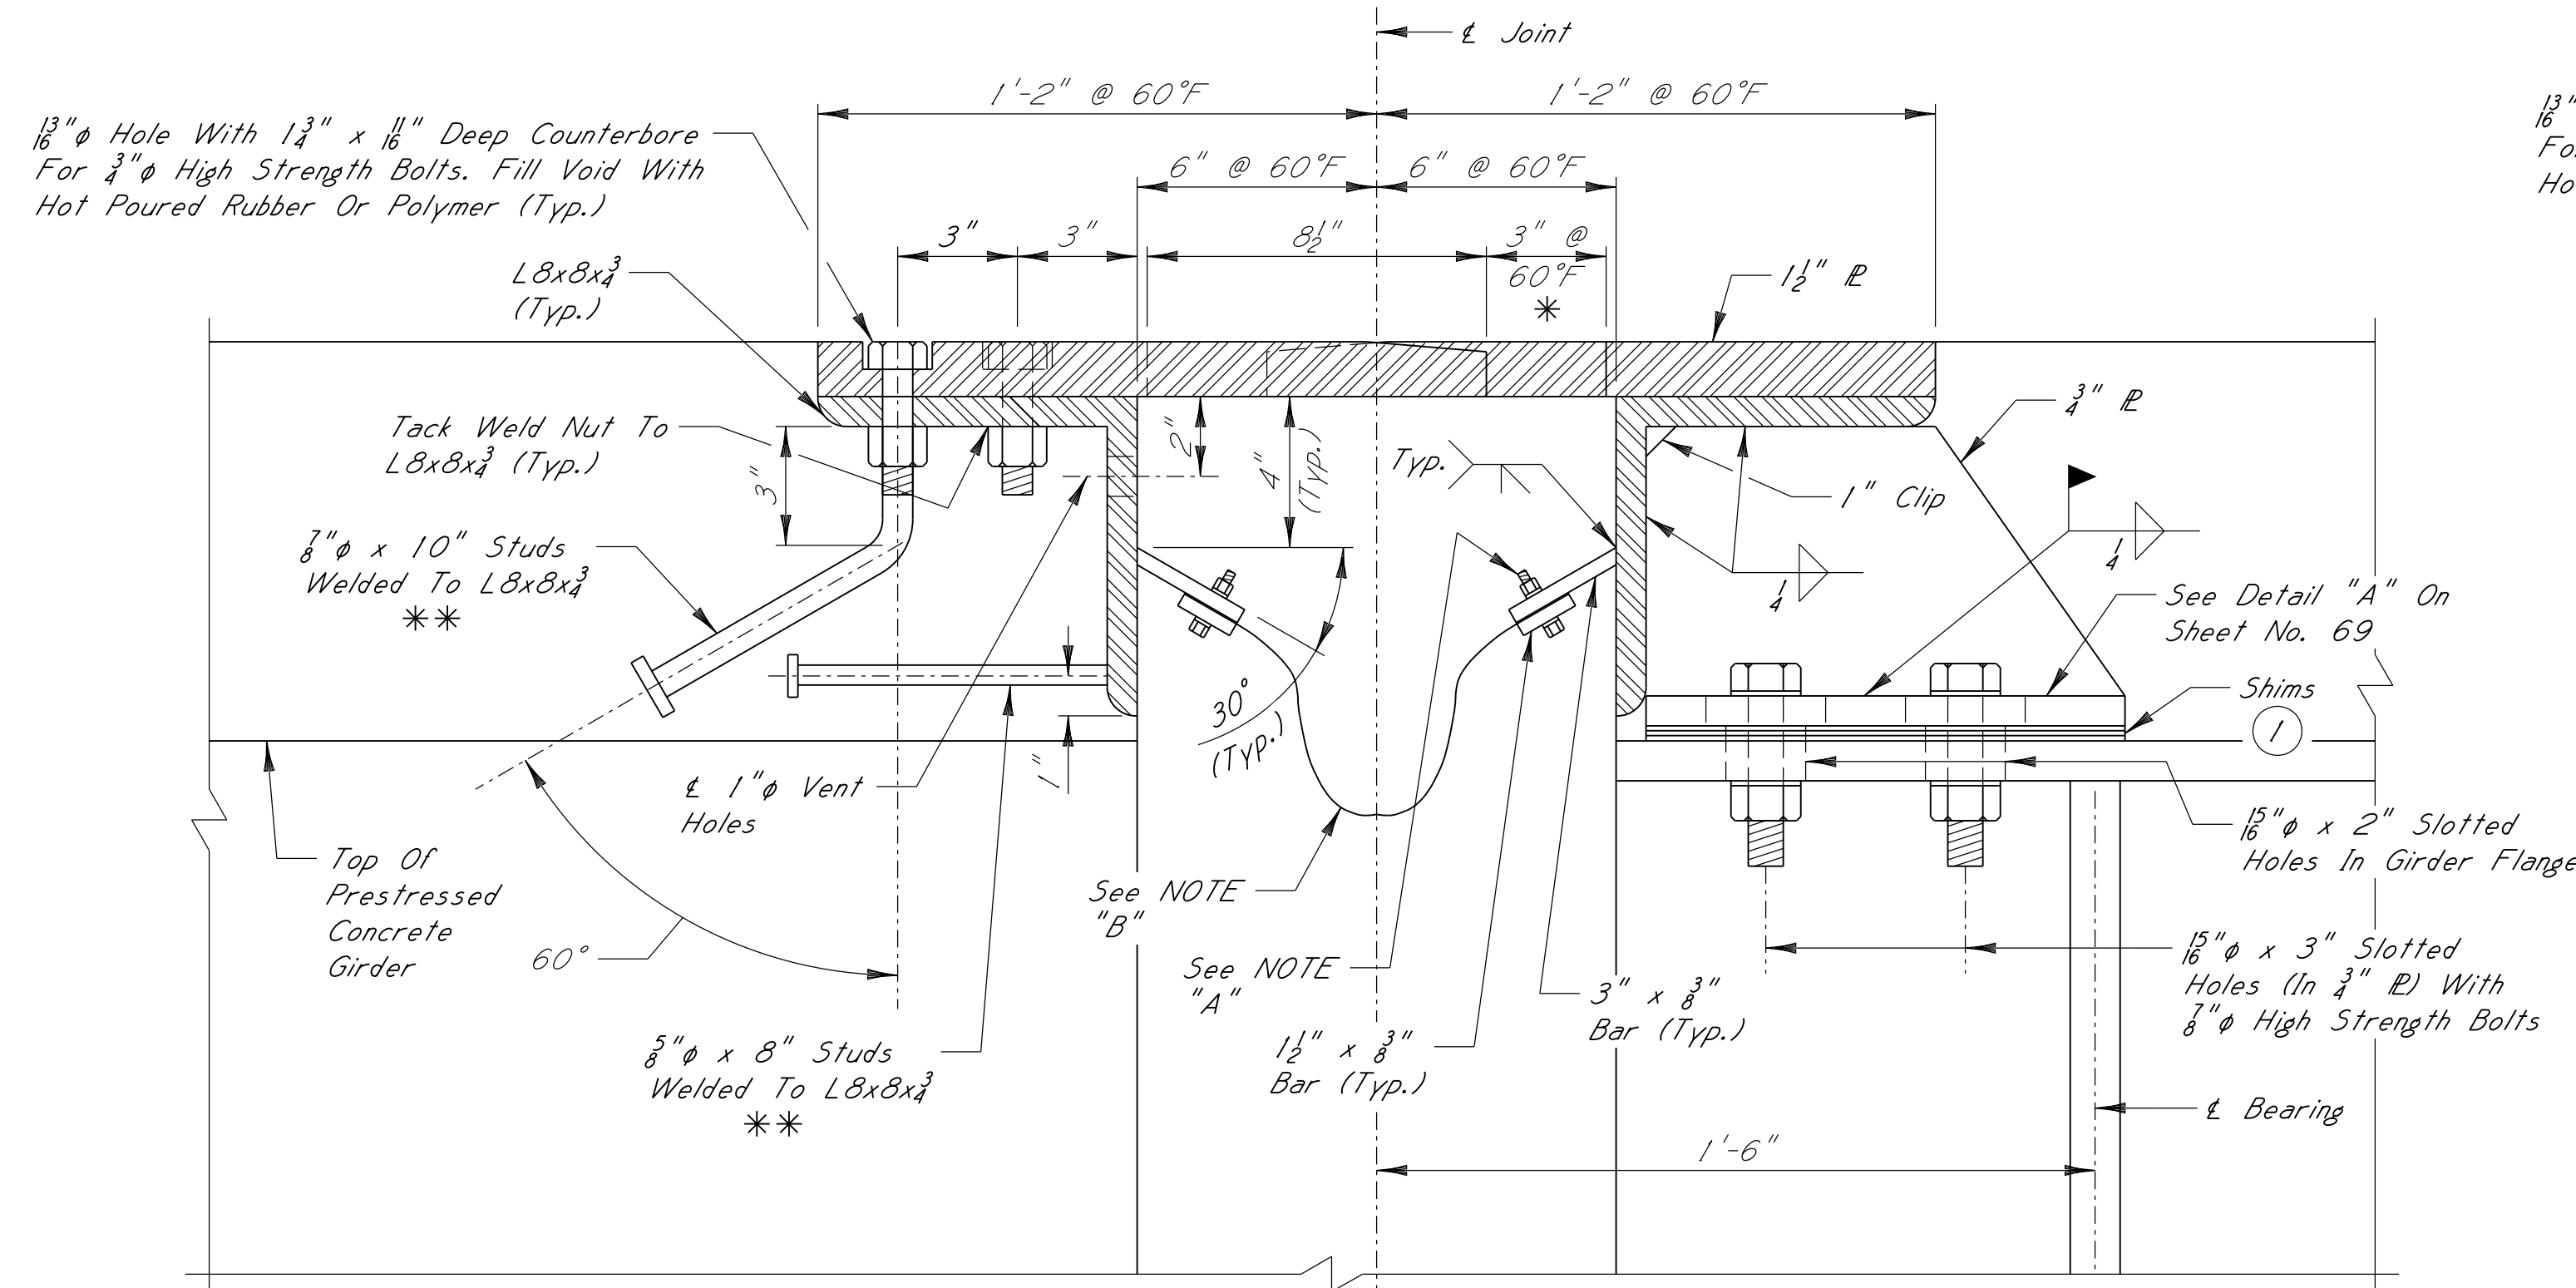 ℄ Joint
1'-2" @ 60°F
1'-2" @ 60°F
13/16"φ Hole With 1 3/4" x 11/16" Deep Counterbore
For 3/4"φ High Strength Bolts. Fill Void With
Hot Poured Rubber Or Polymer (Typ.)
13/16"
Fo
Ho
6" @ 60°F
6" @ 60°F
3"
3"
8 1/2"
3" @
60°F
*
L8x8x3/4
(Typ.)
1 1/2" ℙL
3/4" ℙL
Tack Weld Nut To
L8x8x3/4 (Typ.)
3"
2"
4"
(Typ.)
Typ.
1" Clip
1/4
1/4
7/8"φ x 10" Studs
Welded To L8x8x3/4
**
See Detail "A" On
Sheet No. 69
Shims
1
30°
(Typ.)
1"
℄ 1"φ Vent
Holes
15/16"φ x 2" Slotted
Holes In Girder Flange
Top Of
Prestressed
Concrete
Girder
60°
See NOTE
"B"
See NOTE
"A"
15/16"φ x 3" Slotted
Holes (In 3/4" ℙL) With
7/8"φ High Strength Bolts
3" x 3/8"
Bar (Typ.)
1 1/2" x 3/8"
Bar (Typ.)
5/8"φ x 8" Studs
Welded To L8x8x3/4
**
℄ Bearing
1'-6"